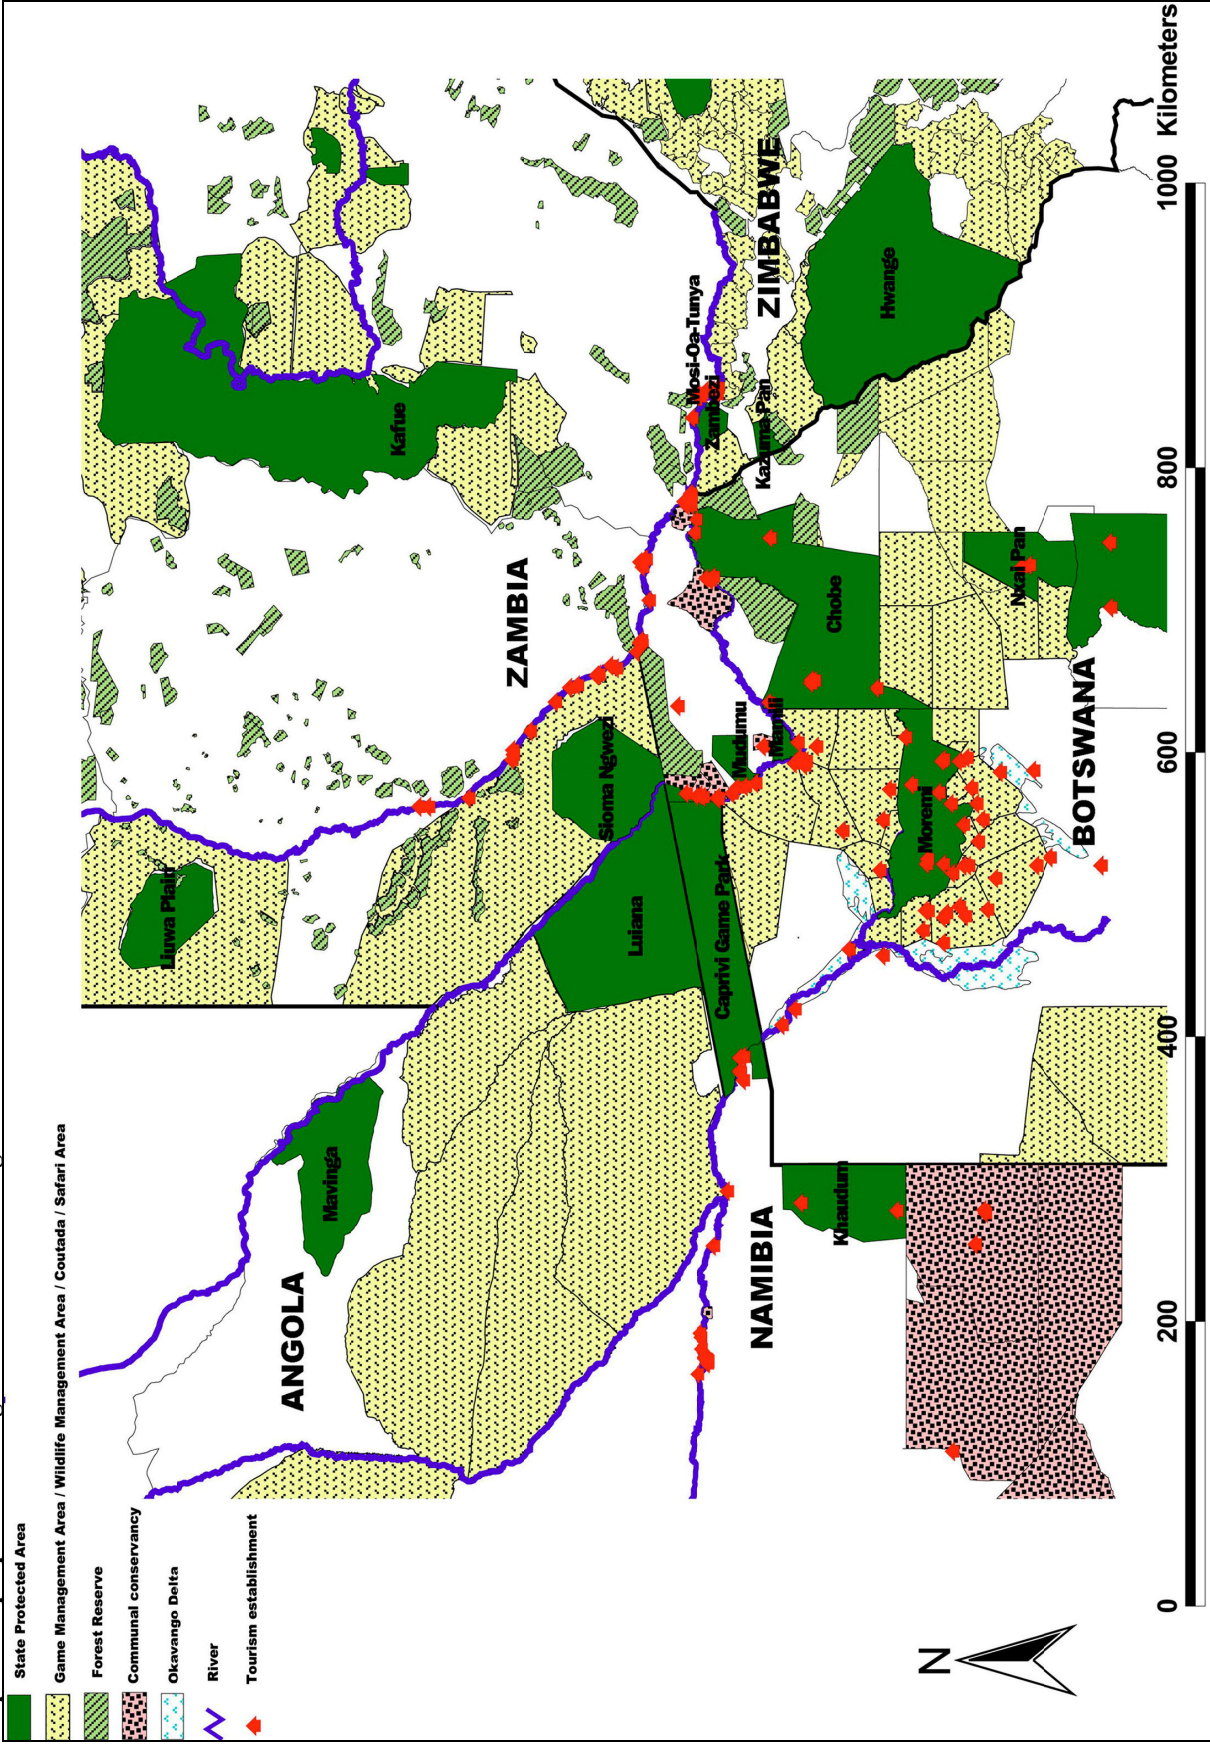 State Protected Area
Game Management Area / Wildlife Management Area / Coutada / Safari Area
Forest Reserve
Communal conservancy
Okavango Delta
River
Tourism establishment
ANGOLA
ZAMBIA
NAMIBIA
ZIMBABWE
BOTSWANA
Liuwa Plain
Kafue
Mavinga
Sioma Ngwezi
Luiana
Caprivi Game Park
Mudumu
Mamili
Mosi-Oa-Tunya
Zambezi
Kazuma Pan
Hwange
Chobe
Nxai Pan
Moremi
Khaudum
N
0 200 400 600 800 1000 Kilometers